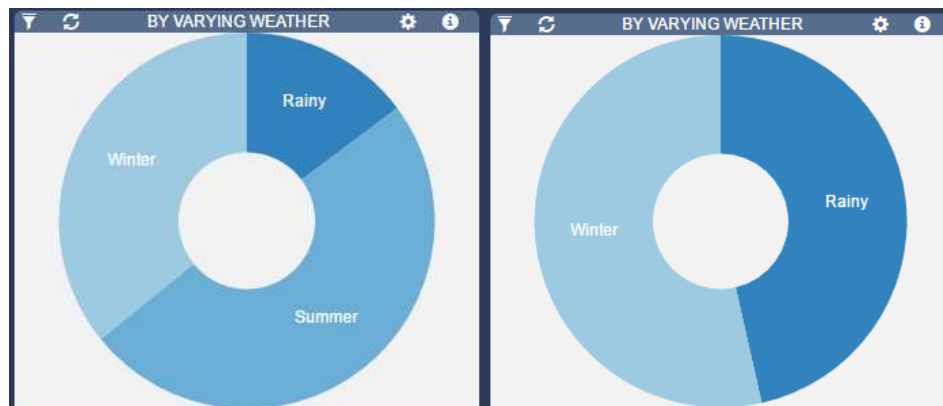 BY VARYING WEATHER
Rainy
Winter
Summer
BY VARYING WEATHER
Rainy
Winter